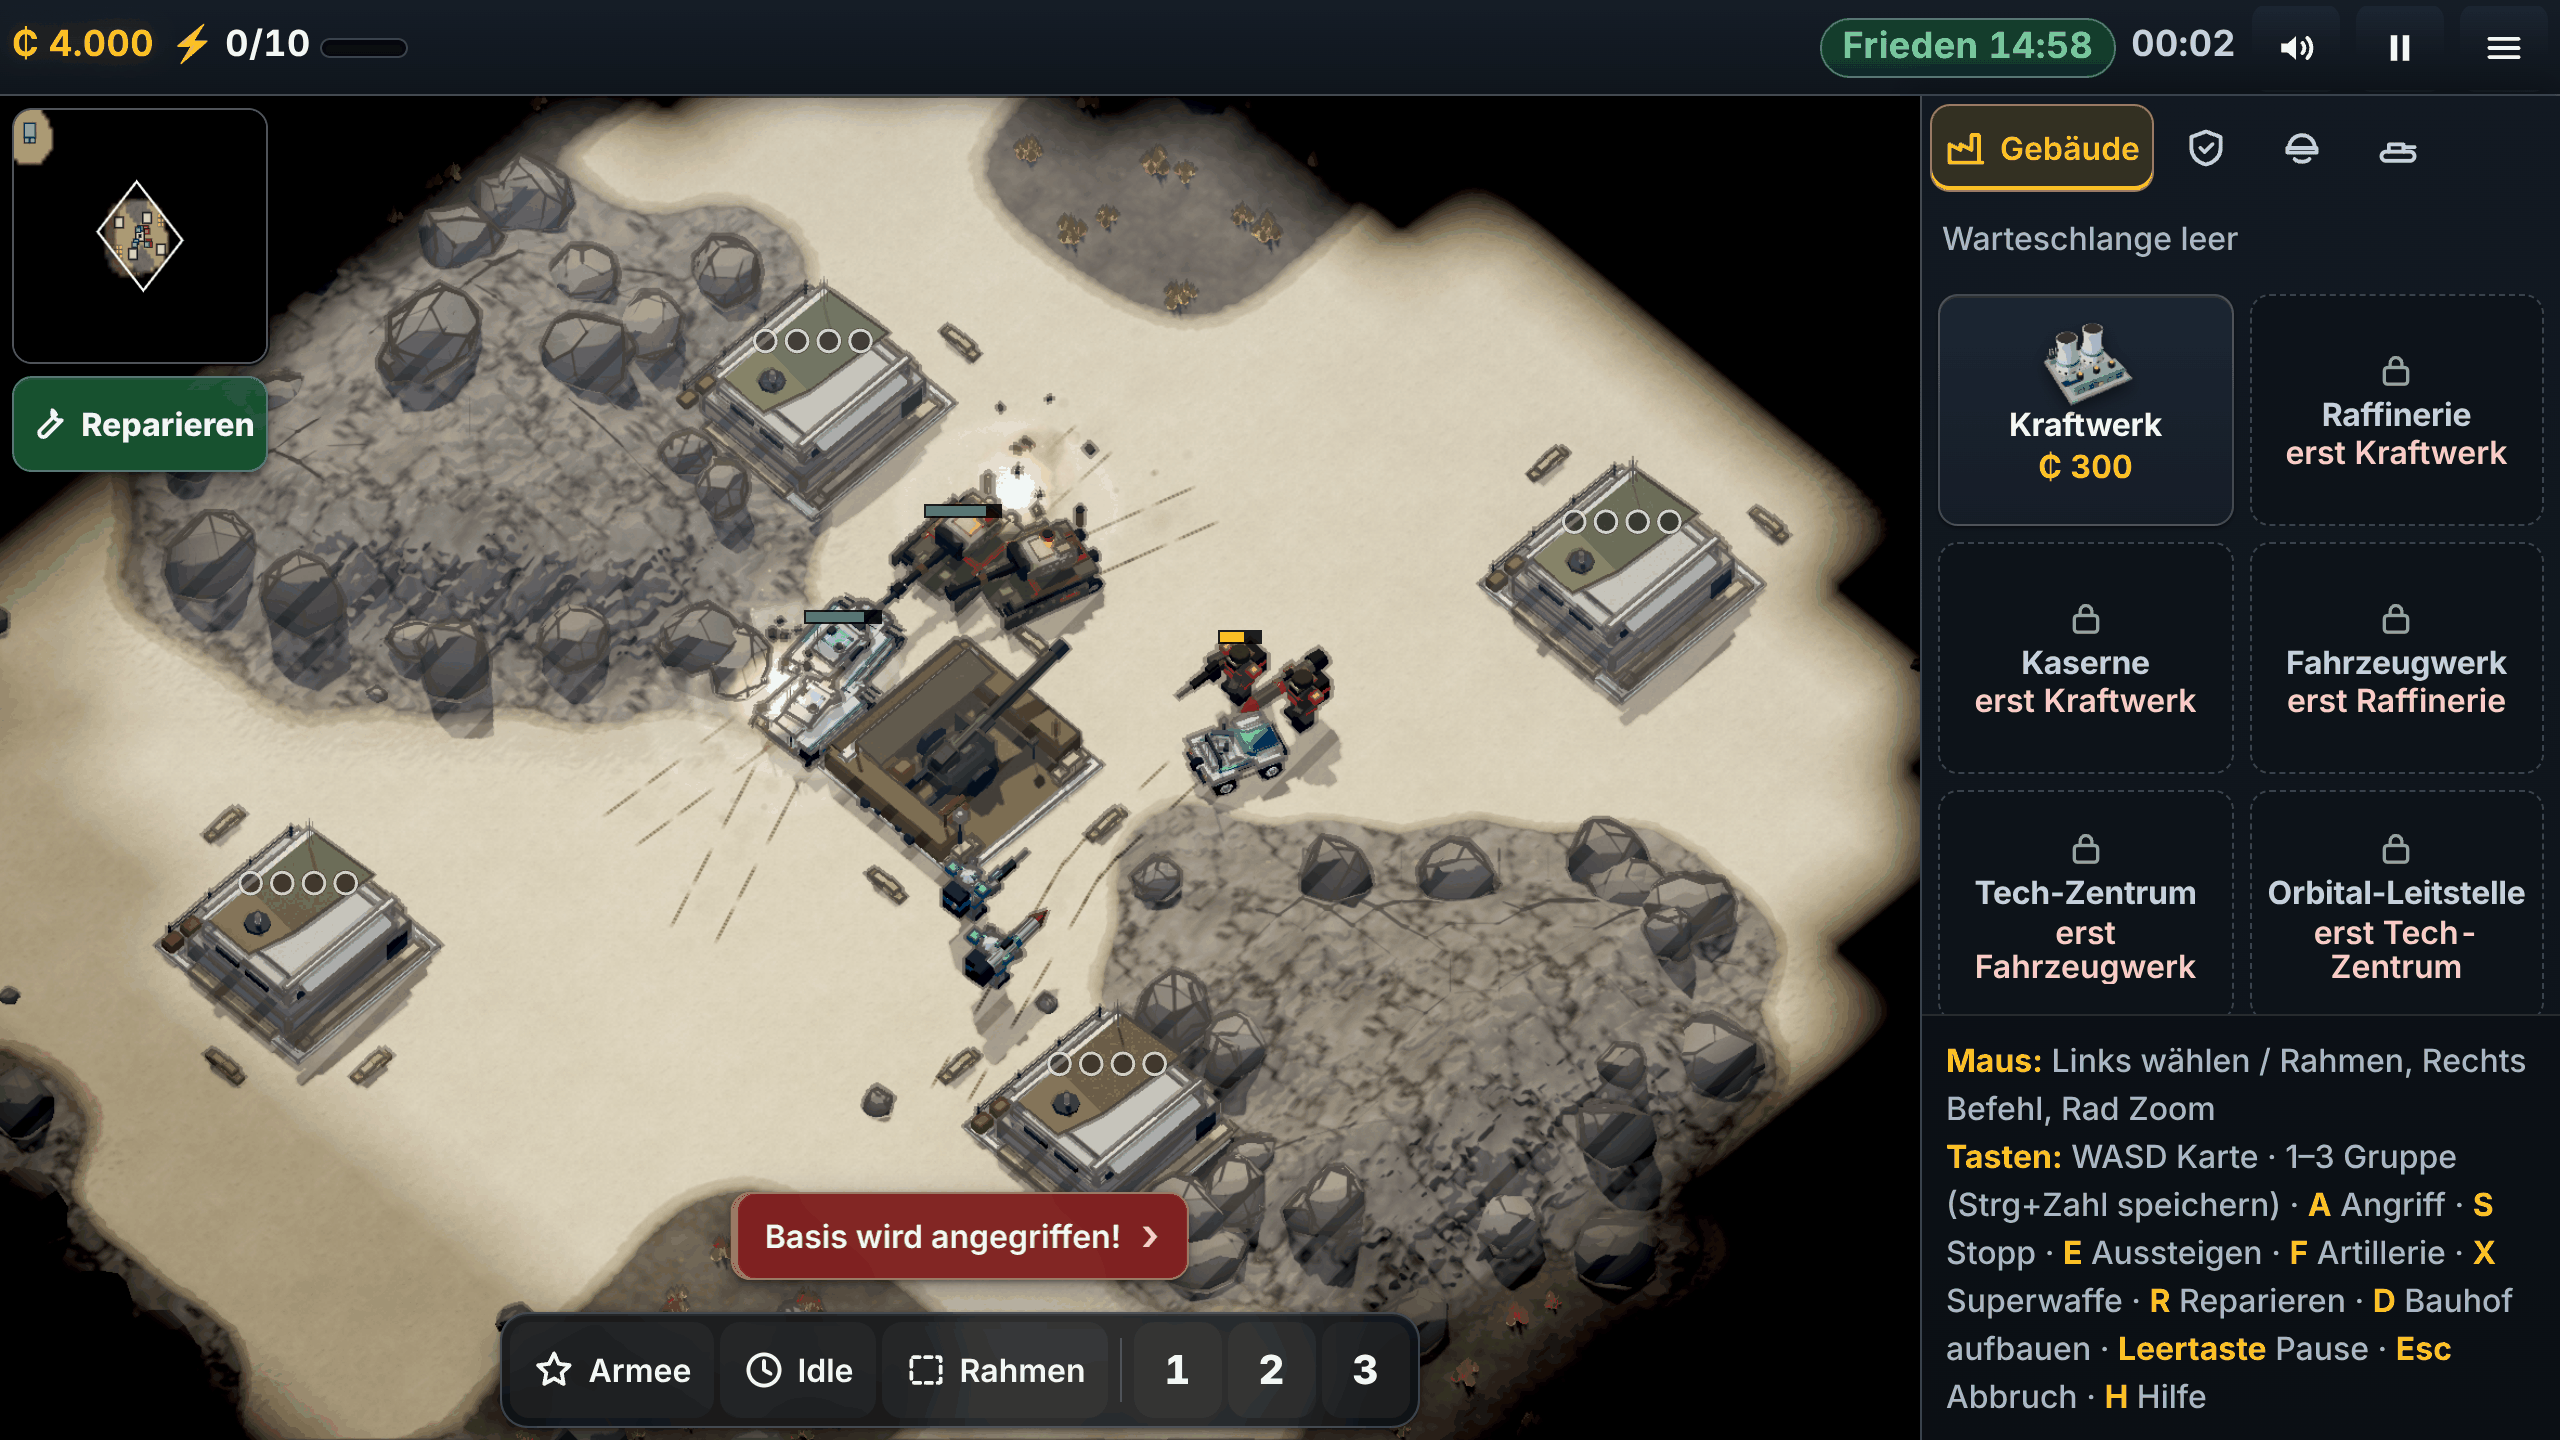 ₵ 4.000 ⚡ 0/10
Frieden 14:58 00:02
Reparieren
Gebäude
Warteschlange leer
Kraftwerk
₵ 300
Raffinerie
erst Kraftwerk
Kaserne
erst Kraftwerk
Fahrzeugwerk
erst Raffinerie
Tech-Zentrum
erst
Fahrzeugwerk
Orbital-Leitstelle
erst Tech-
Zentrum
Maus: Links wählen / Rahmen, Rechts
Befehl, Rad Zoom
Tasten: WASD Karte · 1–3 Gruppe
(Strg+Zahl speichern) · A Angriff · S
Stopp · E Aussteigen · F Artillerie · X
Superwaffe · R Reparieren · D Bauhof
aufbauen · Leertaste Pause · Esc
Abbruch · H Hilfe
Basis wird angegriffen! ›
Armee Idle Rahmen 1 2 3